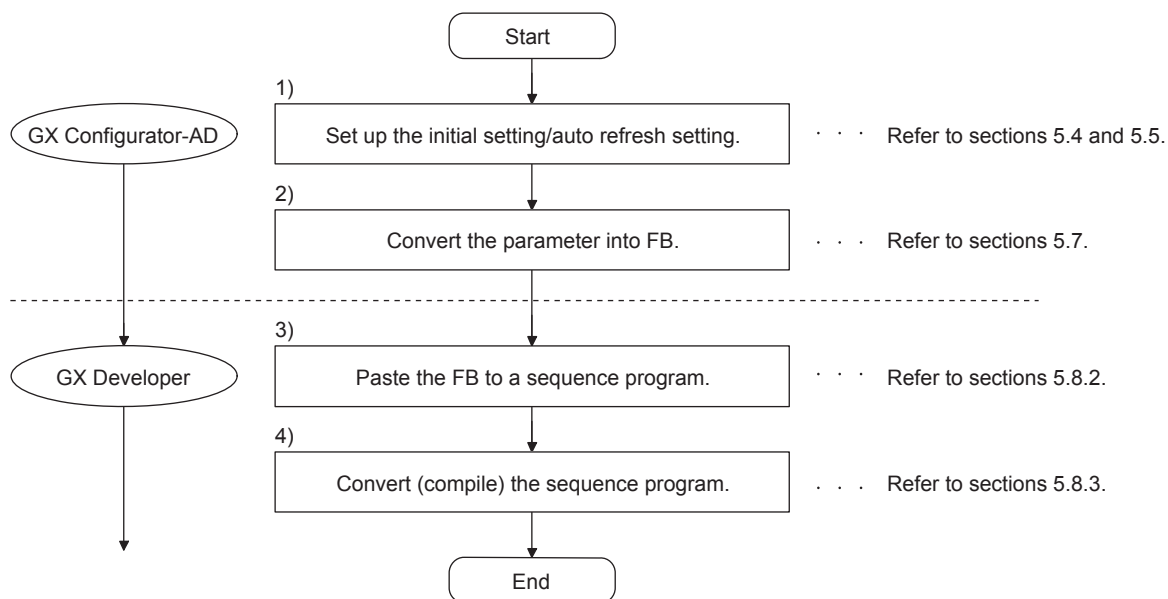 Start
1)
GX Configurator-AD
Set up the initial setting/auto refresh setting.
· · · Refer to sections 5.4 and 5.5.
2)
Convert the parameter into FB.
· · · Refer to sections 5.7.
3)
GX Developer
Paste the FB to a sequence program.
· · · Refer to sections 5.8.2.
4)
Convert (compile) the sequence program.
· · · Refer to sections 5.8.3.
End